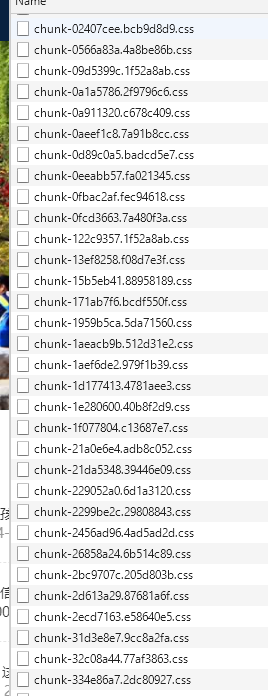 Name
chunk-02407cee.bcb9d8d9.css
chunk-0566a83a.4a8be86b.css
chunk-09d5399c.1f52a8ab.css
chunk-0a1a5786.2f9796c6.css
chunk-0a911320.c678c409.css
chunk-0aeef1c8.7a91b8cc.css
chunk-0d89c0a5.badcd5e7.css
chunk-0eeabb57.fa021345.css
chunk-0fbac2af.fec94618.css
chunk-0fcd3663.7a480f3a.css
chunk-122c9357.1f52a8ab.css
chunk-13ef8258.f08d7e3f.css
chunk-15b5eb41.88958189.css
chunk-171ab7f6.bcdf550f.css
chunk-1959b5ca.5da71560.css
chunk-1aeacb9b.512d31e2.css
chunk-1aef6de2.979f1b39.css
chunk-1d177413.4781aee3.css
chunk-1e280600.40b8f2d9.css
chunk-1f077804.c13687e7.css
chunk-21a0e6e4.adb8c052.css
chunk-21da5348.39446e09.css
chunk-229052a0.6d1a3120.css
chunk-2299be2c.29808843.css
孩
chunk-2456ad96.4ad5ad2d.css
chunk-26858a24.6b514c89.css
chunk-2bc9707c.205d803b.css
信
chunk-2d613a29.87681a6f.css
chunk-2ecd7163.e58640e5.css
chunk-31d3e8e7.9cc8a2fa.css
chunk-32c08a44.77af3863.css
chunk-334e86a7.2dc80927.css